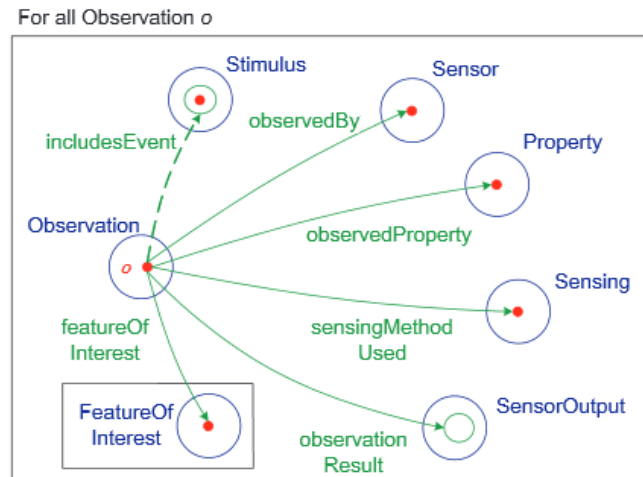 For all Observation o
Stimulus
Sensor
observedBy
includesEvent
Property
Observation
observedProperty
o
Sensing
featureOf
Interest
sensingMethod
Used
FeatureOf
Interest
SensorOutput
observation
Result